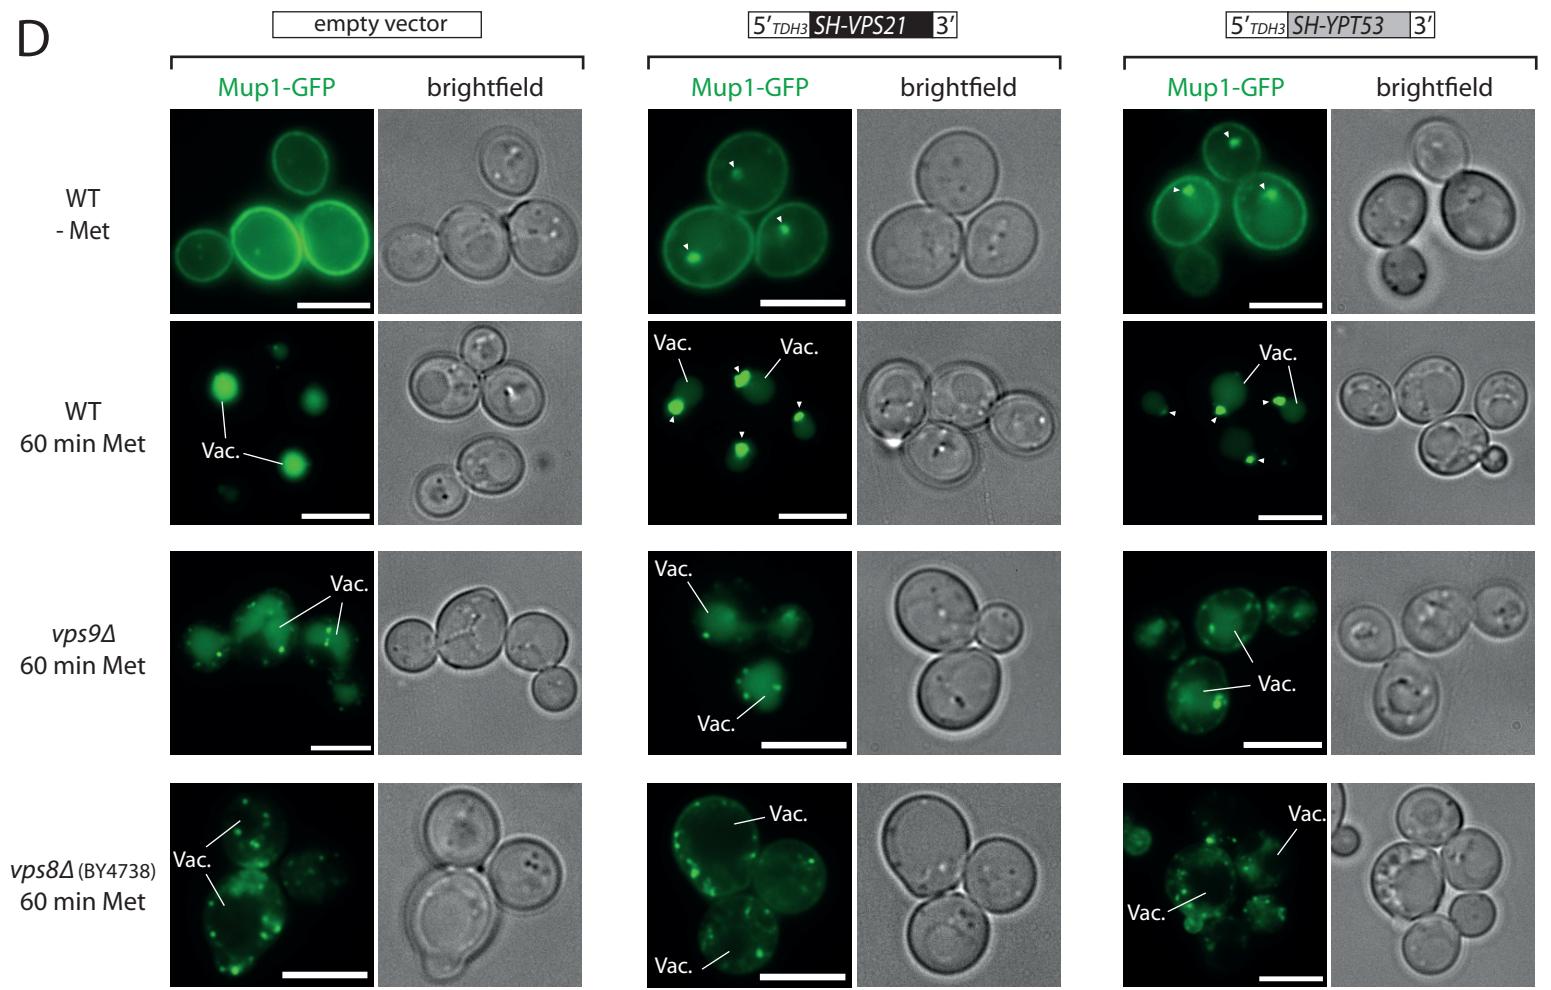 D
empty vector
5′ TDH3 SH-VPS21 3′
5′ TDH3 SH-YPT53 3′
Mup1-GFP brightfield Mup1-GFP brightfield Mup1-GFP brightfield
WT
- Met
WT
60 min Met
Vac.
Vac. Vac.
Vac.
vps9Δ
60 min Met
Vac.
Vac.
Vac.
Vac.
vps8Δ (BY4738)
60 min Met
Vac.
Vac.
Vac.
Vac.
Vac.